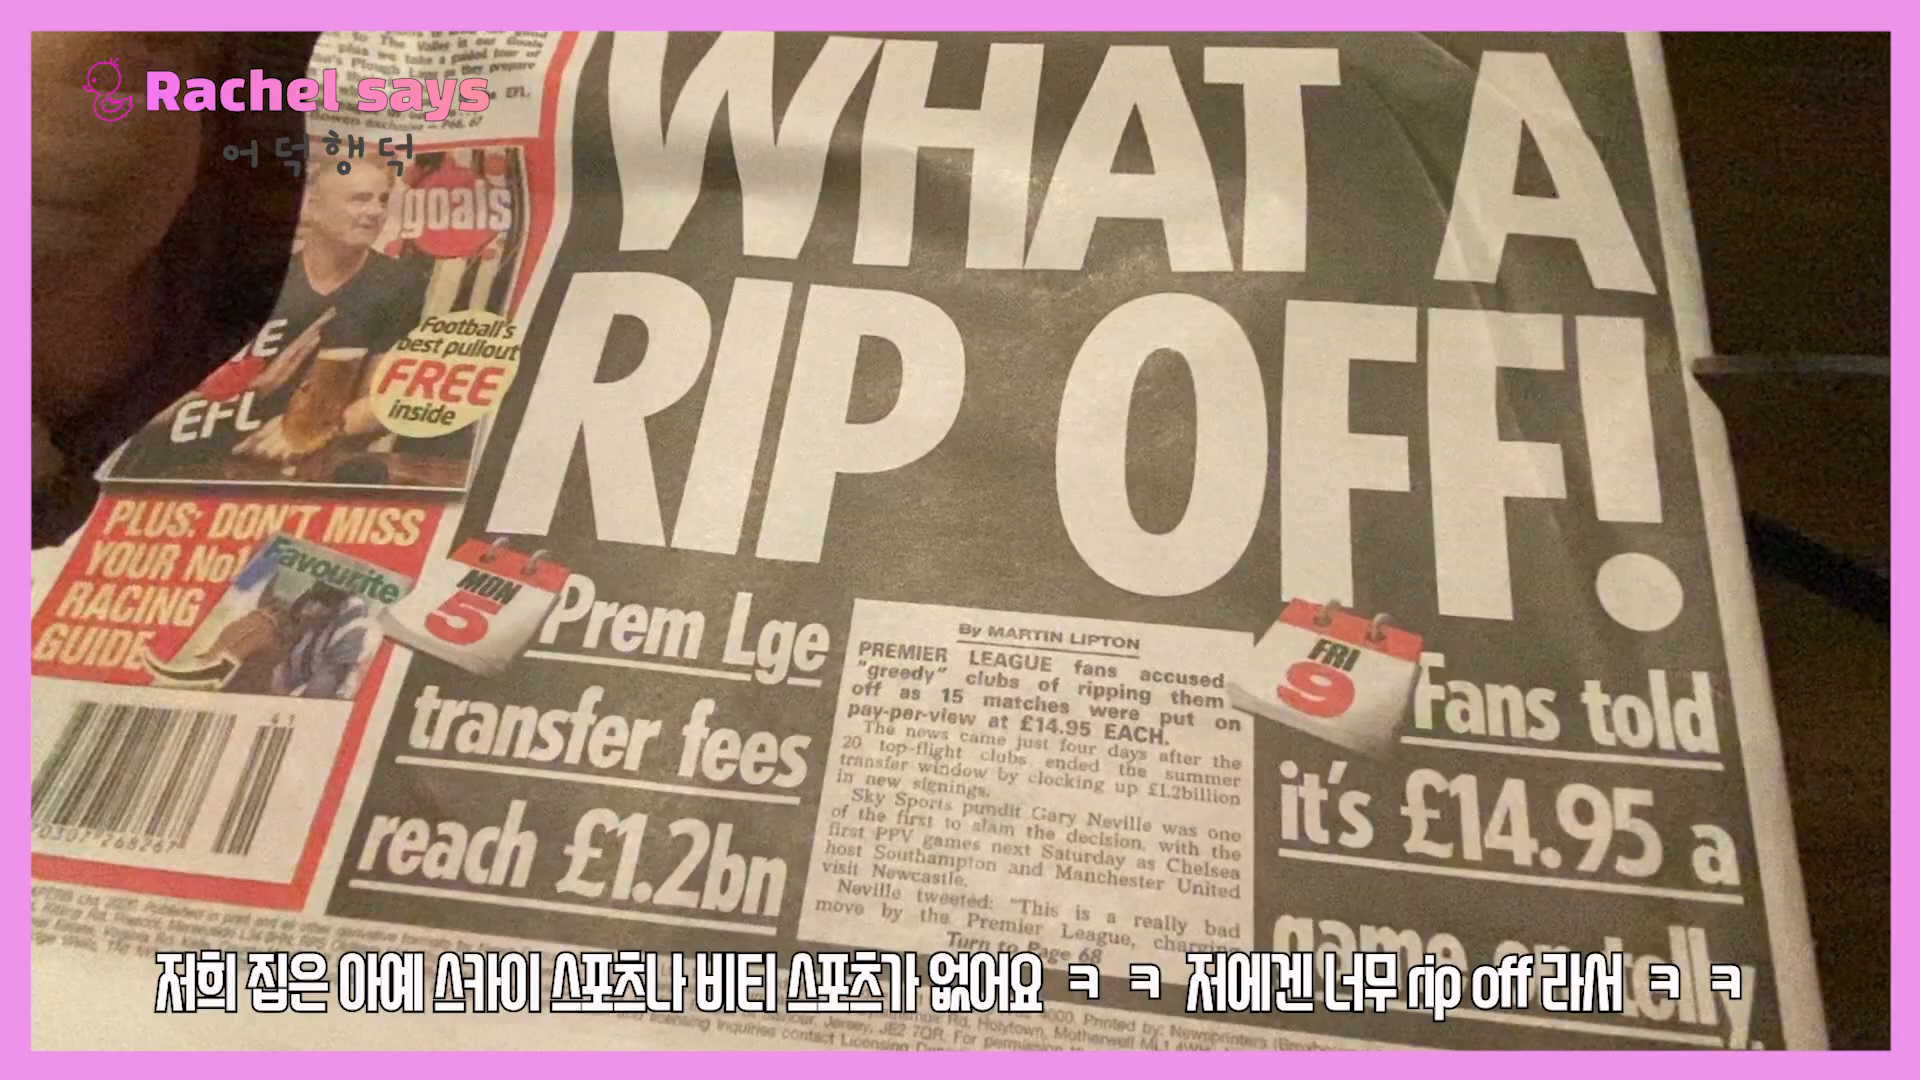 Rachel says
어덕행덕
WHAT A
RIP OFF!
goals
Football's
best pullout
FREE
inside
EFL
PLUS: DON'T MISS
YOUR No1
RACING
GUIDE
Favourite
41
MON
5
Prem Lge
transfer fees
reach £1.2bn
By MARTIN LIPTON
PREMIER LEAGUE fans accused
"greedy" clubs of ripping them
off as 15 matches were put on
pay-per-view at £14.95 EACH.
The news came just four days after the
20 top-flight clubs ended the summer
transfer window by clocking up £1.2billion
in new signings.
Sky Sports pundit Gary Neville was one
of the first to slam the decision, with the
first PPV games next Saturday as Chelsea
host Southampton and Manchester United
visit Newcastle.
Neville tweeted: "This is a really bad
move by the Premier League, charging
Turn to Page 68
FRI
9
Fans told
it's £14.95 a
game on telly
저희 집은 아예 스카이 스포츠나 비티 스포츠가 없어요 ㅋ ㅋ 저에겐 너무 rip off 라서 ㅋ ㅋ